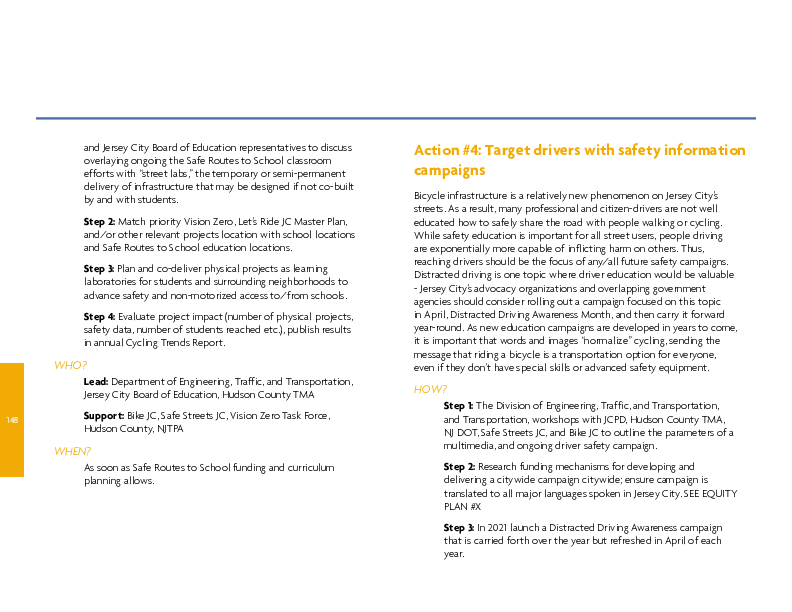 and Jersey City Board of Education representatives to discuss
overlaying ongoing the Safe Routes to School classroom
efforts with "street labs," the temporary or semi-permanent
delivery of infrastructure that may be designed if not co-built
by and with students.
Step 2: Match priority Vision Zero, Let's Ride JC Master Plan,
and/or other relevant projects location with school locations
and Safe Routes to School education locations.
Step 3: Plan and co-deliver physical projects as learning
laboratories for students and surrounding neighborhoods to
advance safety and non-motorized access to/from schools.
Step 4: Evaluate project impact (number of physical projects,
safety data, number of students reached etc.), publish results
in annual Cycling Trends Report.
WHO?
Lead: Department of Engineering, Traffic, and Transportation,
Jersey City Board of Education, Hudson County TMA
Support: Bike JC, Safe Streets JC, Vision Zero Task Force,
Hudson County, NJTPA
WHEN?
As soon as Safe Routes to School funding and curriculum
planning allows.
148
Action #4: Target drivers with safety information
campaigns
Bicycle infrastructure is a relatively new phenomenon on Jersey City's
streets. As a result, many professional and citizen-drivers are not well
educated how to safely share the road with people walking or cycling.
While safety education is important for all street users, people driving
are exponentially more capable of inflicting harm on others. Thus,
reaching drivers should be the focus of any/all future safety campaigns.
Distracted driving is one topic where driver education would be valuable
- Jersey City's advocacy organizations and overlapping government
agencies should consider rolling out a campaign focused on this topic
in April, Distracted Driving Awareness Month, and then carry it forward
year-round. As new education campaigns are developed in years to come,
it is important that words and images "normalize" cycling, sending the
message that riding a bicycle is a transportation option for everyone,
even if they don't have special skills or advanced safety equipment.
HOW?
Step 1: The Division of Engineering, Traffic, and Transportation,
and Transportation, workshops with JCPD, Hudson County TMA,
NJ DOT, Safe Streets JC, and Bike JC to outline the parameters of a
multimedia, and ongoing driver safety campaign.
Step 2: Research funding mechanisms for developing and
delivering a citywide campaign citywide; ensure campaign is
translated to all major languages spoken in Jersey City. SEE EQUITY
PLAN #X
Step 3: In 2021 launch a Distracted Driving Awareness campaign
that is carried forth over the year but refreshed in April of each
year.